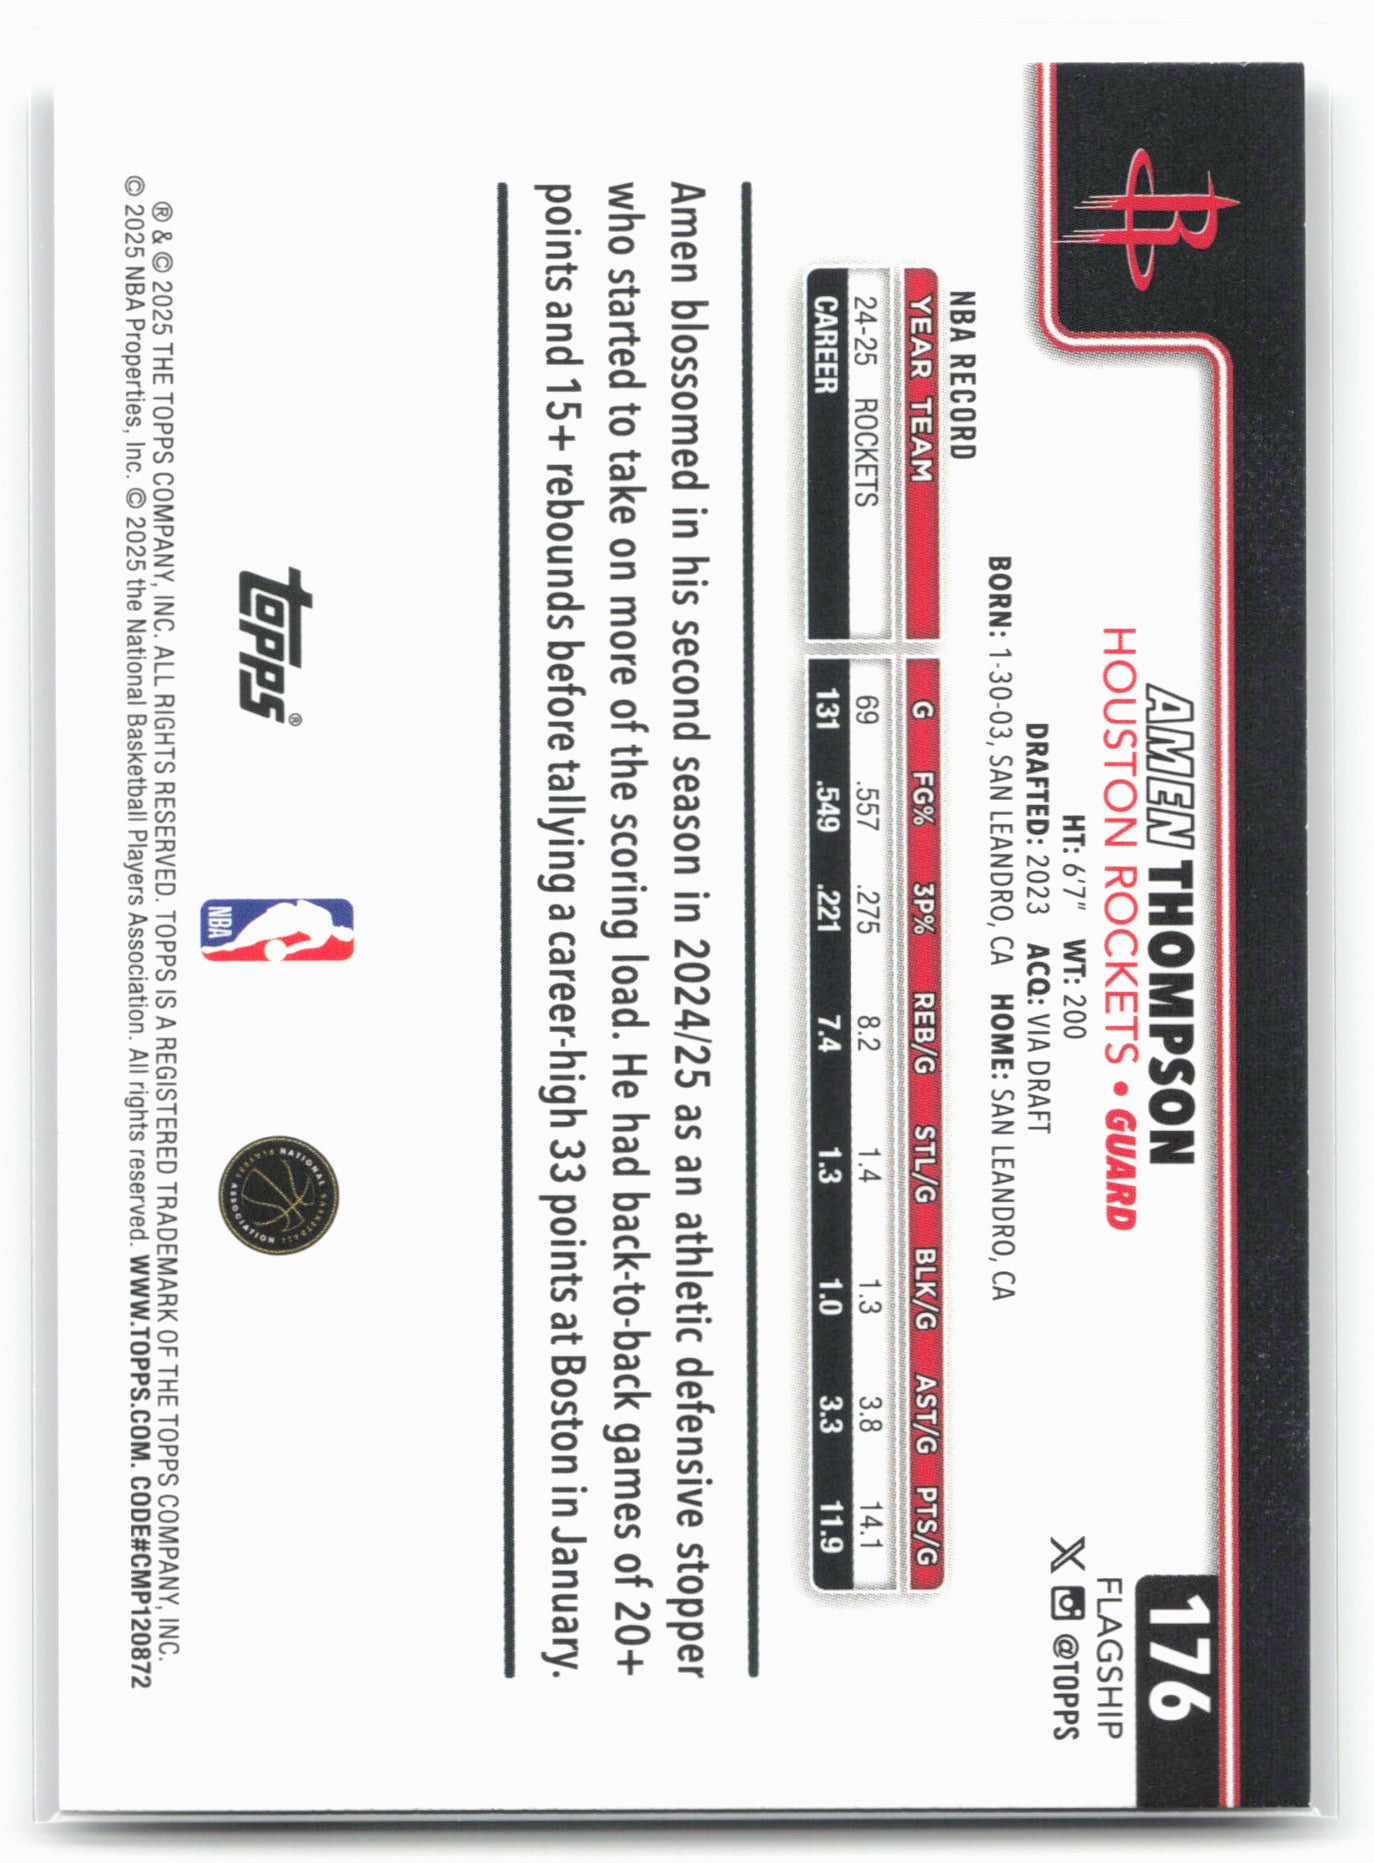 176
AMEN THOMPSON
HOUSTON ROCKETS • GUARD
FLAGSHIP
HT: 6'7" WT: 200
@TOPPS
DRAFTED: 2023 ACQ: VIA DRAFT
BORN: 1-30-03, SAN LEANDRO, CA HOME: SAN LEANDRO, CA
NBA RECORD
YEAR TEAM G FG% 3P% REB/G STL/G BLK/G AST/G PTS/G
24-25 ROCKETS 69 .557 .275 8.2 1.4 1.3 3.8 14.1
CAREER 131 .549 .221 7.4 1.3 1.0 3.3 11.9
Amen blossomed in his second season in 2024/25 as an athletic defensive stopper
who started to take on more of the scoring load. He had back-to-back games of 20+
points and 15+ rebounds before tallying a career-high 33 points at Boston in January.
topps®
NBA
NATIONAL BASKETBALL PLAYERS ASSOCIATION
® & © 2025 THE TOPPS COMPANY, INC. ALL RIGHTS RESERVED. TOPPS IS A REGISTERED TRADEMARK OF THE TOPPS COMPANY, INC.
© 2025 NBA Properties, Inc. © 2025 the National Basketball Players Association. All rights reserved. WWW.TOPPS.COM. CODE#CMP120872